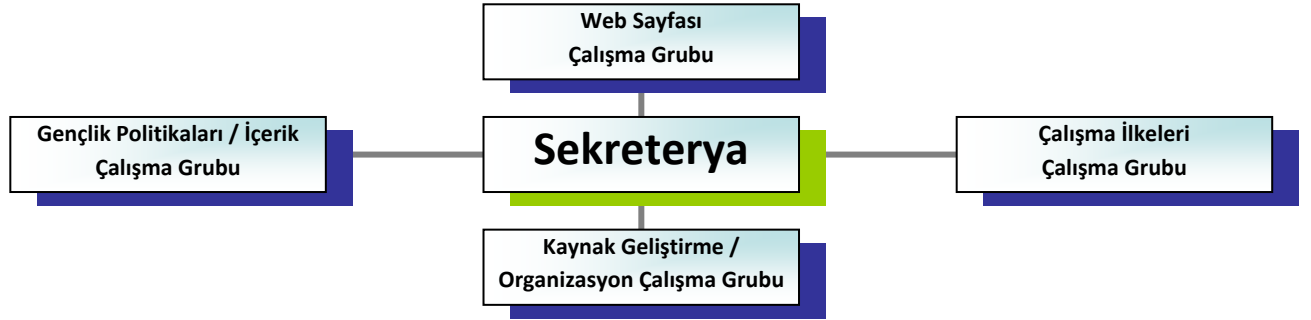 Web Sayfası
Çalışma Grubu
Gençlik Politikaları / İçerik
Çalışma Grubu
Sekreterya
Çalışma İlkeleri
Çalışma Grubu
Kaynak Geliştirme /
Organizasyon Çalışma Grubu